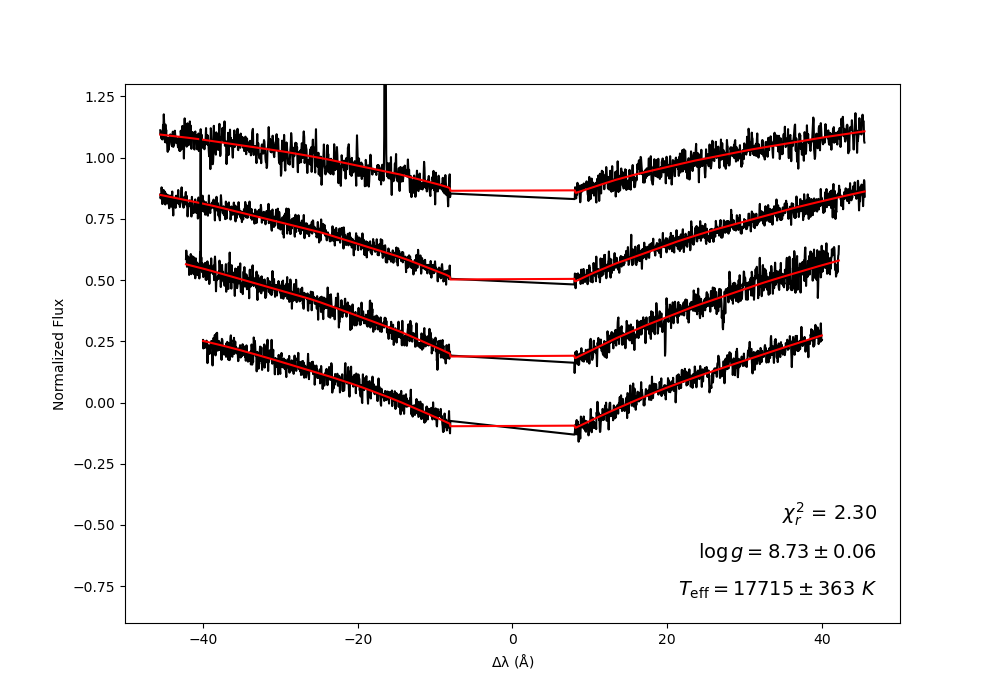 1.25
1.00
0.75
0.50
0.25
0.00
−0.25
−0.50
−0.75
Normalized Flux
χ²ᵣ = 2.30
log g = 8.73 ± 0.06
T_eff = 17715 ± 363 K
−40
−20
0
20
40
Δλ (Å)